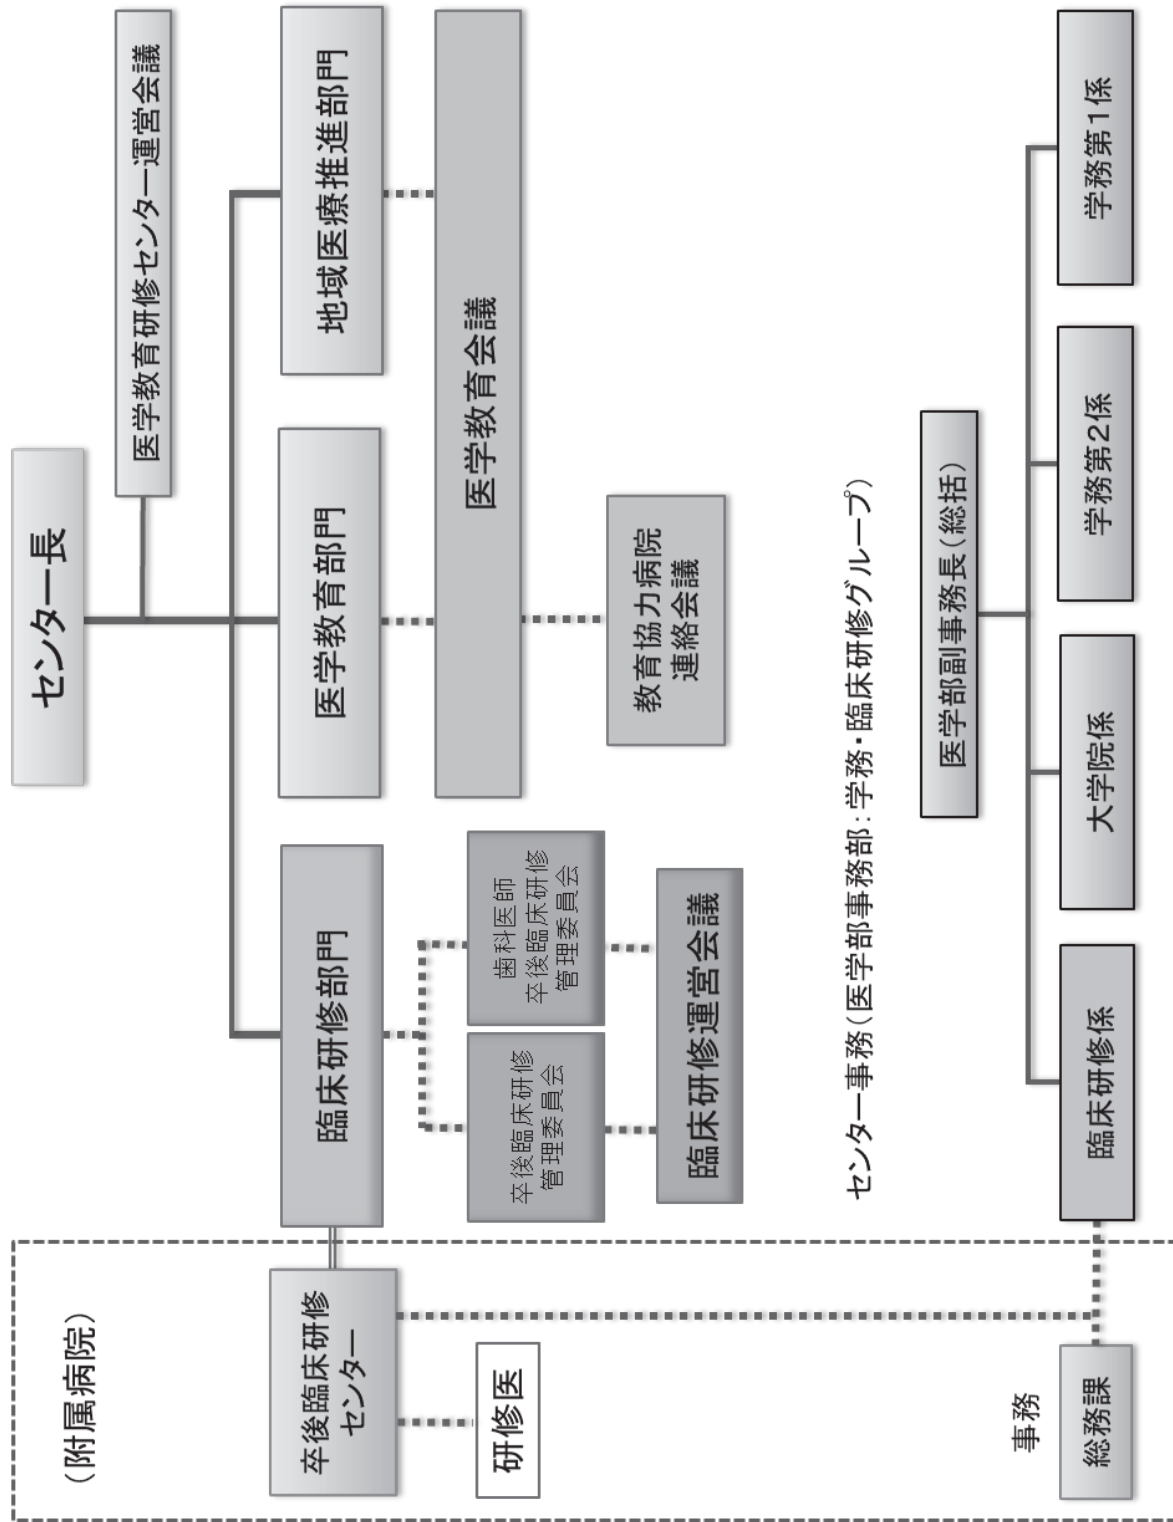 センター長
医学教育研修センター運営会議
(附属病院)
卒後臨床研修
センター
臨床研修部門
医学教育部門
地域医療推進部門
研修医
卒後臨床研修
管理委員会
歯科医師
卒後臨床研修
管理委員会
医学教育会議
臨床研修運営会議
教育協力病院
連絡会議
センター事務(医学部事務部:学務・臨床研修グループ)
医学部副事務長(総括)
事務
総務課
臨床研修係
大学院係
学務第2係
学務第1係